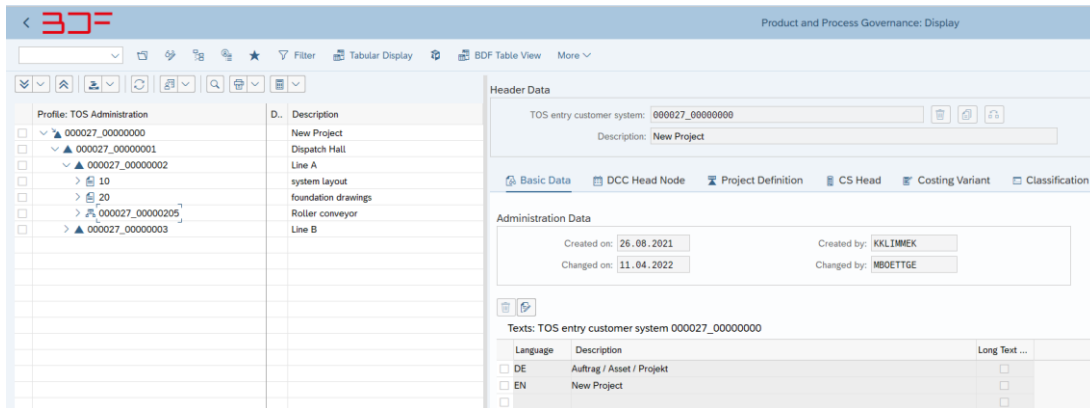 BDF
Product and Process Governance: Display
Filter
Tabular Display
BDF Table View
More
Profile: TOS Administration
D..
Description
000027_00000000
New Project
000027_00000001
Dispatch Hall
000027_00000002
Line A
10
system layout
20
foundation drawings
000027_00000205
Roller conveyor
000027_00000003
Line B
Header Data
TOS entry customer system: 000027_00000000
Description: New Project
Basic Data
DCC Head Node
Project Definition
CS Head
Costing Variant
Classification
Administration Data
Created on: 26.08.2021
Created by: KKLIMMEK
Changed on: 11.04.2022
Changed by: MBOETTGE
Texts: TOS entry customer system 000027_00000000
Language
Description
Long Text ...
DE
Auftrag / Asset / Projekt
EN
New Project